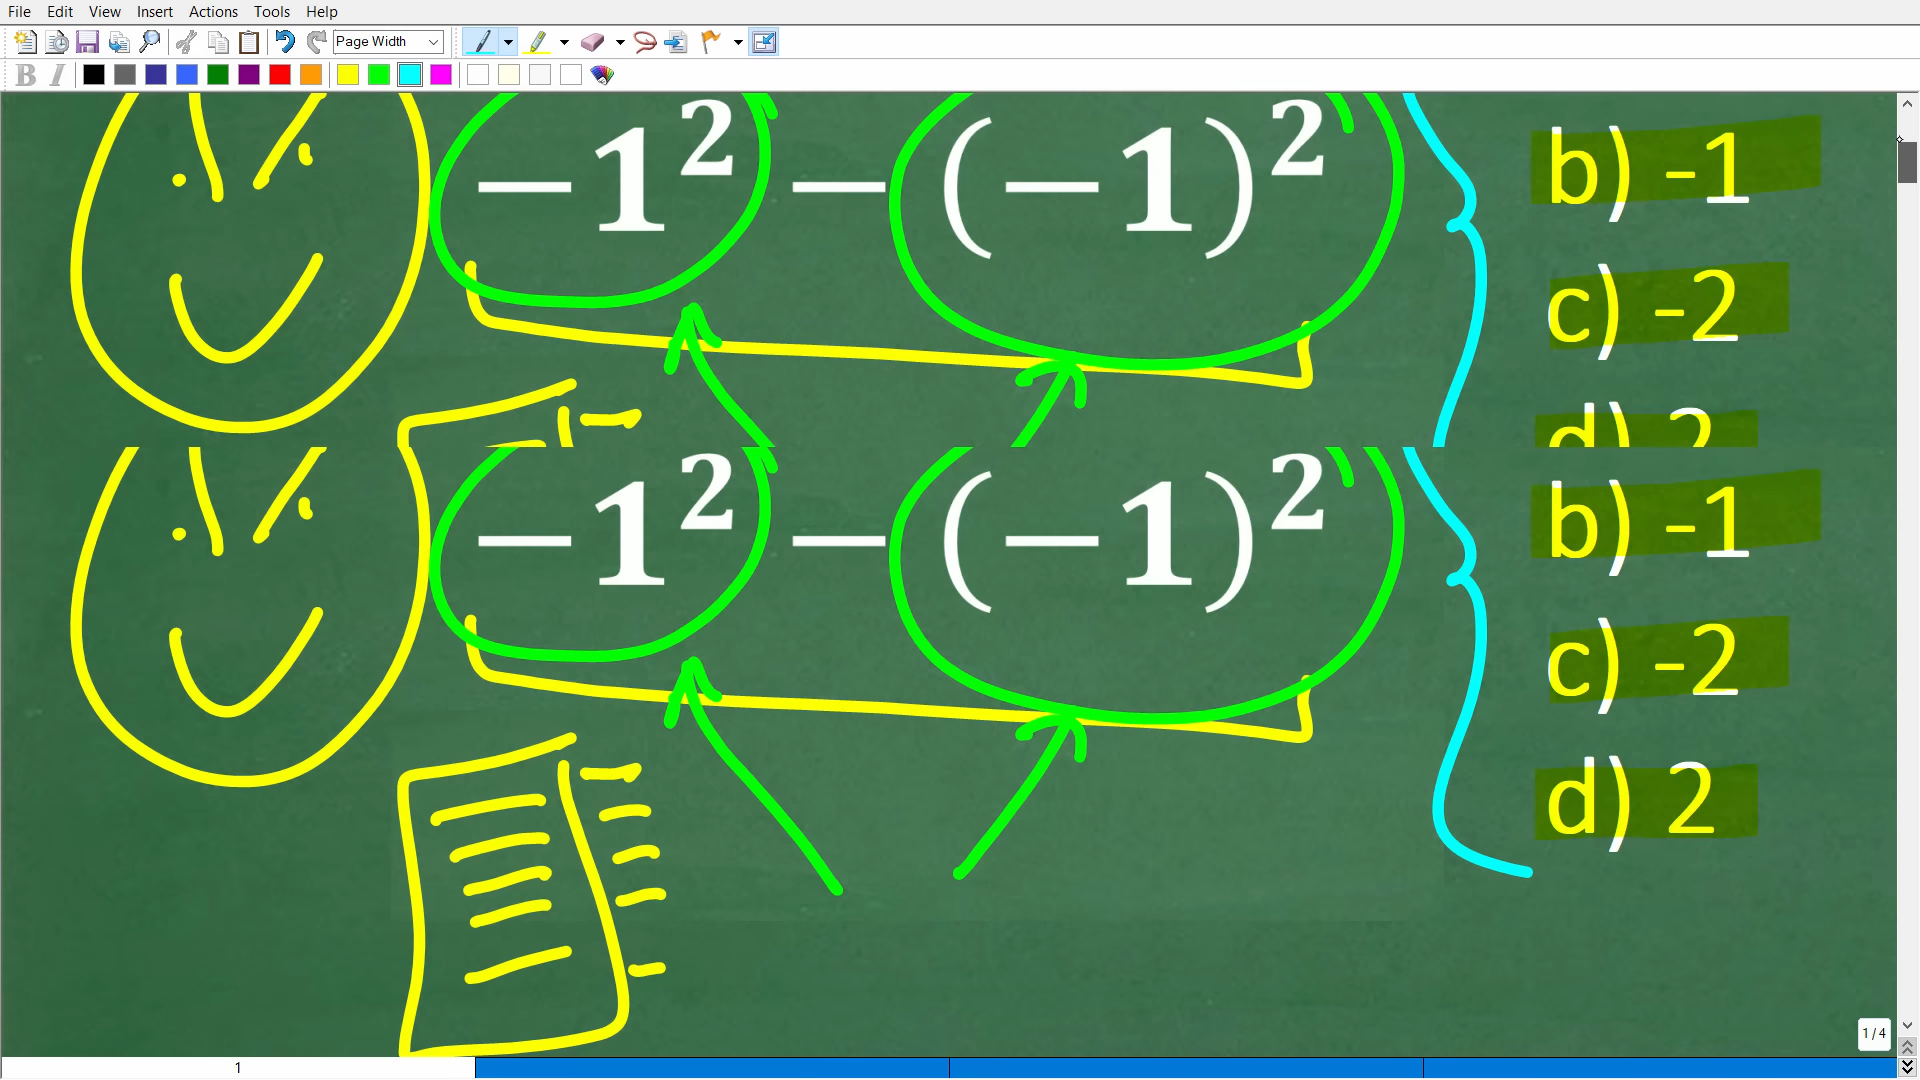 File Edit View Insert Actions Tools Help
Page Width
B I
−1² − (−1)²
b) -1
c) -2
d) 2
−1² − (−1)²
b) -1
c) -2
d) 2
1 / 4
1